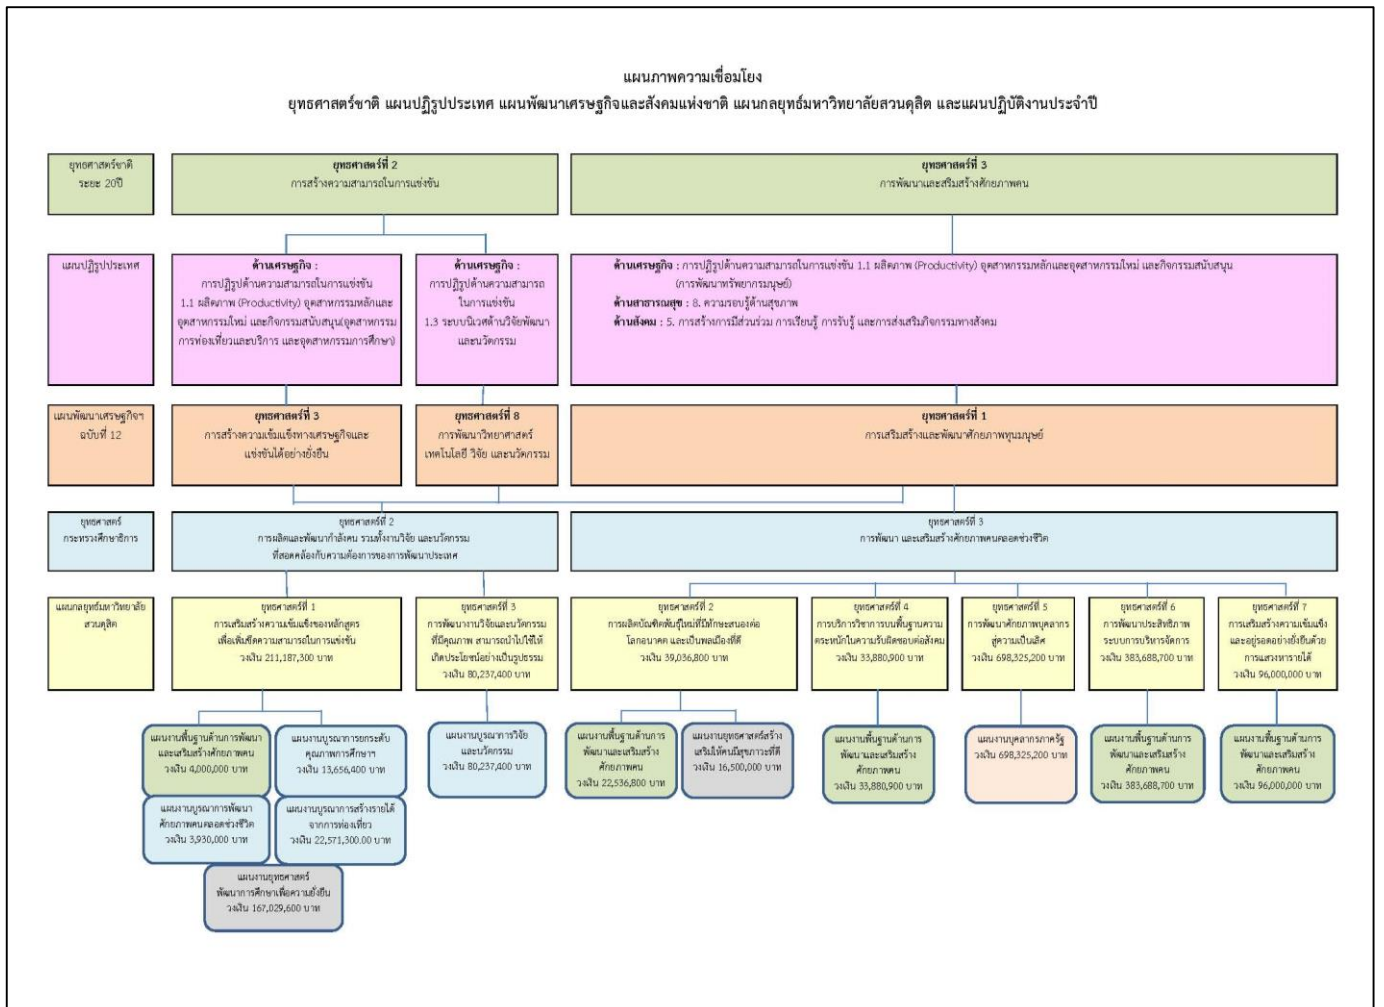 แผนภาพความเชื่อมโยง
ยุทธศาสตร์ชาติ แผนปฏิรูปประเทศ แผนพัฒนาเศรษฐกิจและสังคมแห่งชาติ แผนกลยุทธ์มหาวิทยาลัยสวนดุสิต และแผนปฏิบัติงานประจำปี
ยุทธศาสตร์ชาติ
ระยะ 20ปี
ยุทธศาสตร์ที่ 2
การสร้างความสามารถในการแข่งขัน
ยุทธศาสตร์ที่ 3
การพัฒนาและเสริมสร้างศักยภาพคน
แผนปฏิรูปประเทศ
ด้านเศรษฐกิจ :
การปฏิรูปด้านความสามารถในการแข่งขัน
1.1 ผลิตภาพ (Productivity) อุตสาหกรรมหลักและ
อุตสาหกรรมใหม่ และกิจกรรมสนับสนุน(อุตสาหกรรม
การท่องเที่ยวและบริการ และอุตสาหกรรมการศึกษา)
ด้านเศรษฐกิจ :
การปฏิรูปด้านความสามารถ
ในการแข่งขัน
1.3 ระบบนิเวศด้านวิจัยพัฒนา
และนวัตกรรม
ด้านเศรษฐกิจ : การปฏิรูปด้านความสามารถในการแข่งขัน 1.1 ผลิตภาพ (Productivity) อุตสาหกรรมหลักและอุตสาหกรรมใหม่ และกิจกรรมสนับสนุน
(การพัฒนาทรัพยากรมนุษย์)
ด้านสาธารณสุข : 8. ความรอบรู้ด้านสุขภาพ
ด้านสังคม : 5. การสร้างการมีส่วนร่วม การเรียนรู้ การรับรู้ และการส่งเสริมกิจกรรมทางสังคม
แผนพัฒนาเศรษฐกิจฯ
ฉบับที่ 12
ยุทธศาสตร์ที่ 3
การสร้างความเข้มแข็งทางเศรษฐกิจและ
แข่งขันได้อย่างยั่งยืน
ยุทธศาสตร์ที่ 8
การพัฒนาวิทยาศาสตร์
เทคโนโลยี วิจัย และนวัตกรรม
ยุทธศาสตร์ที่ 1
การเสริมสร้างและพัฒนาศักยภาพทุนมนุษย์
ยุทธศาสตร์
กระทรวงศึกษาธิการ
ยุทธศาสตร์ที่ 2
การผลิตและพัฒนากำลังคน รวมทั้งงานวิจัย และนวัตกรรม
ที่สอดคล้องกับความต้องการของการพัฒนาประเทศ
ยุทธศาสตร์ที่ 3
การพัฒนา และเสริมสร้างศักยภาพคนตลอดช่วงชีวิต
แผนกลยุทธ์มหาวิทยาลัย
สวนดุสิต
ยุทธศาสตร์ที่ 1
การเสริมสร้างความเข้มแข็งของหลักสูตร
เพื่อเพิ่มขีดความสามารถในการแข่งขัน
วงเงิน 211,187,300 บาท
ยุทธศาสตร์ที่ 3
การพัฒนางานวิจัยและนวัตกรรม
ที่มีคุณภาพ สามารถนำไปใช้ให้
เกิดประโยชน์อย่างเป็นรูปธรรม
วงเงิน 80,237,400 บาท
ยุทธศาสตร์ที่ 2
การผลิตบัณฑิตพันธุ์ใหม่ที่มีทักษะสนองต่อ
โลกอนาคต และเป็นพลเมืองที่ดี
วงเงิน 39,036,800 บาท
ยุทธศาสตร์ที่ 4
การบริการวิชาการบนพื้นฐานความ
ตระหนักในความรับผิดชอบต่อสังคม
วงเงิน 33,880,900 บาท
ยุทธศาสตร์ที่ 5
การพัฒนาศักยภาพบุคลากร
สู่ความเป็นเลิศ
วงเงิน 698,325,200 บาท
ยุทธศาสตร์ที่ 6
การพัฒนาประสิทธิภาพ
ระบบการบริหารจัดการ
วงเงิน 383,688,700 บาท
ยุทธศาสตร์ที่ 7
การเสริมสร้างความเข้มแข็ง
และอยู่รอดอย่างยั่งยืนด้วย
การแสวงหารายได้
วงเงิน 96,000,000 บาท
แผนงานพื้นฐานด้านการพัฒนา
และเสริมสร้างศักยภาพคน
วงเงิน 4,000,000 บาท
แผนงานบูรณาการยกระดับ
คุณภาพการศึกษาฯ
วงเงิน 13,656,400 บาท
แผนงานบูรณาการวิจัย
และนวัตกรรม
วงเงิน 80,237,400 บาท
แผนงานพื้นฐานด้านการ
พัฒนาและเสริมสร้าง
ศักยภาพคน
วงเงิน 22,536,800 บาท
แผนงานยุทธศาสตร์สร้าง
เสริมให้คนมีสุขภาวะที่ดี
วงเงิน 16,500,000 บาท
แผนงานพื้นฐานด้านการ
พัฒนาและเสริมสร้าง
ศักยภาพคน
วงเงิน 33,880,900 บาท
แผนงานบุคลากรภาครัฐ
วงเงิน 698,325,200 บาท
แผนงานพื้นฐานด้านการ
พัฒนาและเสริมสร้าง
ศักยภาพคน
วงเงิน 383,688,700 บาท
แผนงานพื้นฐานด้านการ
พัฒนาและเสริมสร้าง
ศักยภาพคน
วงเงิน 96,000,000 บาท
แผนงานบูรณาการพัฒนา
ศักยภาพคนตลอดช่วงชีวิต
วงเงิน 3,930,000 บาท
แผนงานบูรณาการสร้างรายได้
จากการท่องเที่ยว
วงเงิน 22,571,300.00 บาท
แผนงานยุทธศาสตร์
พัฒนาการศึกษาเพื่อความยั่งยืน
วงเงิน 167,029,600 บาท